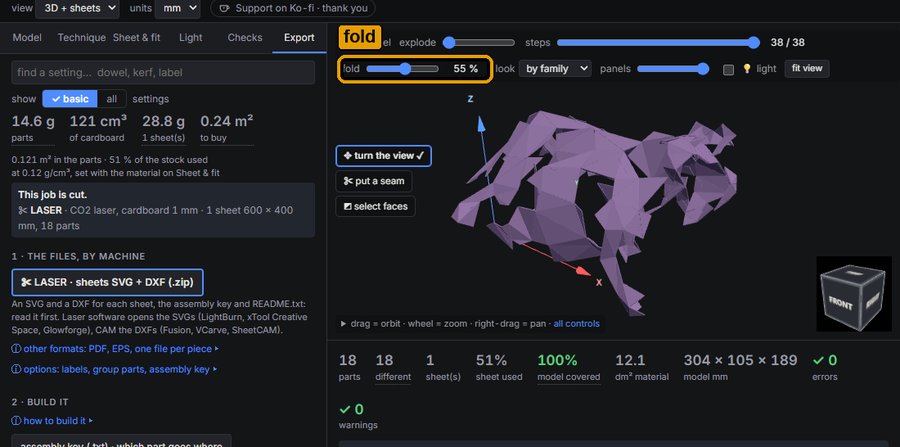 view 3D + sheets units mm Support on Ko-fi · thank you
Model Technique Sheet & fit Light Checks Export
find a setting... dowel, kerf, label
show ✓ basic all settings
14.6 g 121 cm³ 28.8 g 0.24 m²
parts of cardboard 1 sheet(s) to buy
0.121 m² in the parts · 51 % of the stock used
at 0.12 g/cm³, set with the material on Sheet & fit
This job is cut.
LASER · CO2 laser, cardboard 1 mm · 1 sheet 600 × 400
mm, 18 parts
1 · THE FILES, BY MACHINE
LASER · sheets SVG + DXF (.zip)
An SVG and a DXF for each sheet, the assembly key and README.txt:
read it first. Laser software opens the SVGs (LightBurn, xTool Creative
Space, Glowforge), CAM the DXFs (Fusion, VCarve, SheetCAM).
ⓘ other formats: PDF, EPS, one file per piece ▸
ⓘ options: labels, group parts, assembly key ▸
2 · BUILD IT
ⓘ how to build it ▸
assembly key (.txt) · which part goes where
fold
el explode steps 38 / 38
fold 55 % look by family panels 💡 light fit view
✥ turn the view ✓
✂ put a seam
◩ select faces
Z
X
FRONT
▸ drag = orbit · wheel = zoom · right-drag = pan · all controls
18 18 1 51% 100% 12.1 304 × 105 × 189 ✓ 0
parts different sheet(s) sheet used model covered dm² material model mm errors
✓ 0
warnings